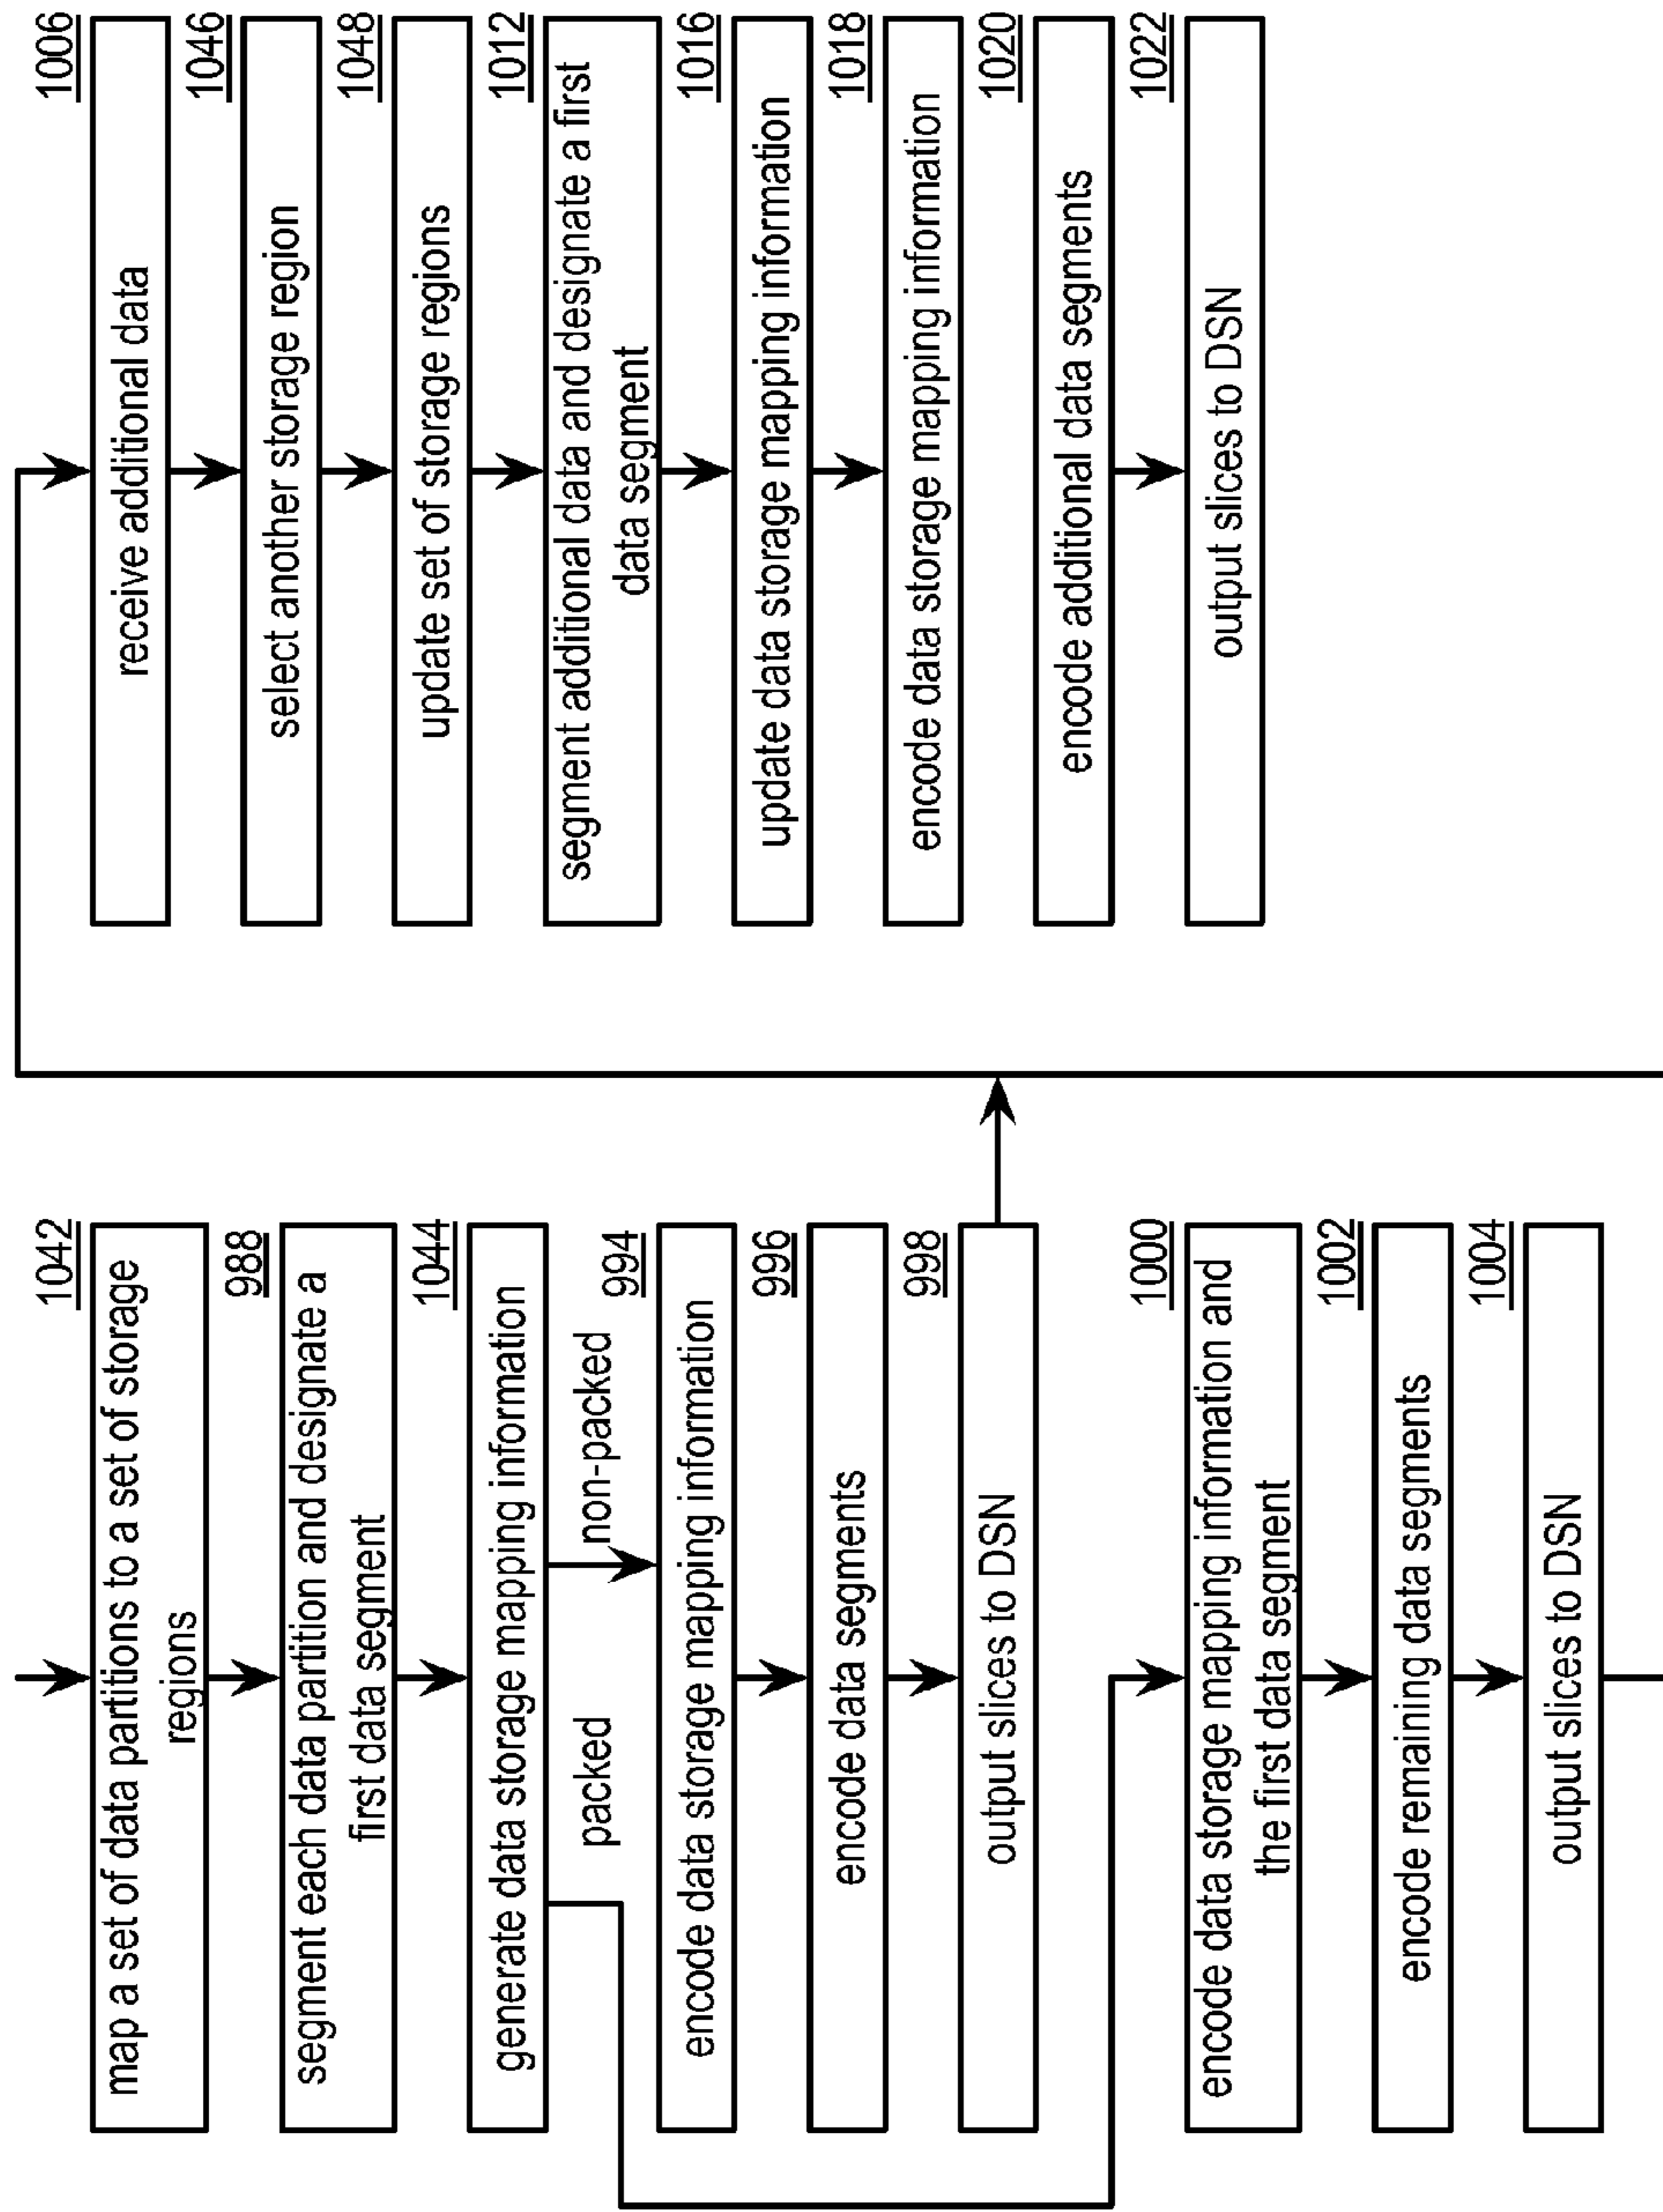 1042
map a set of data partitions to a set of storage
regions
988
segment each data partition and designate a
first data segment
1044
generate data storage mapping information
packed
non-packed
994
encode data storage mapping information
996
encode data segments
998
output slices to DSN
1000
encode data storage mapping information and
the first data segment
1002
encode remaining data segments
1004
output slices to DSN
1006
receive additional data
1046
select another storage region
1048
update set of storage regions
1012
segment additional data and designate a first
data segment
1016
update data storage mapping information
1018
encode data storage mapping information
1020
encode additional data segments
1022
output slices to DSN